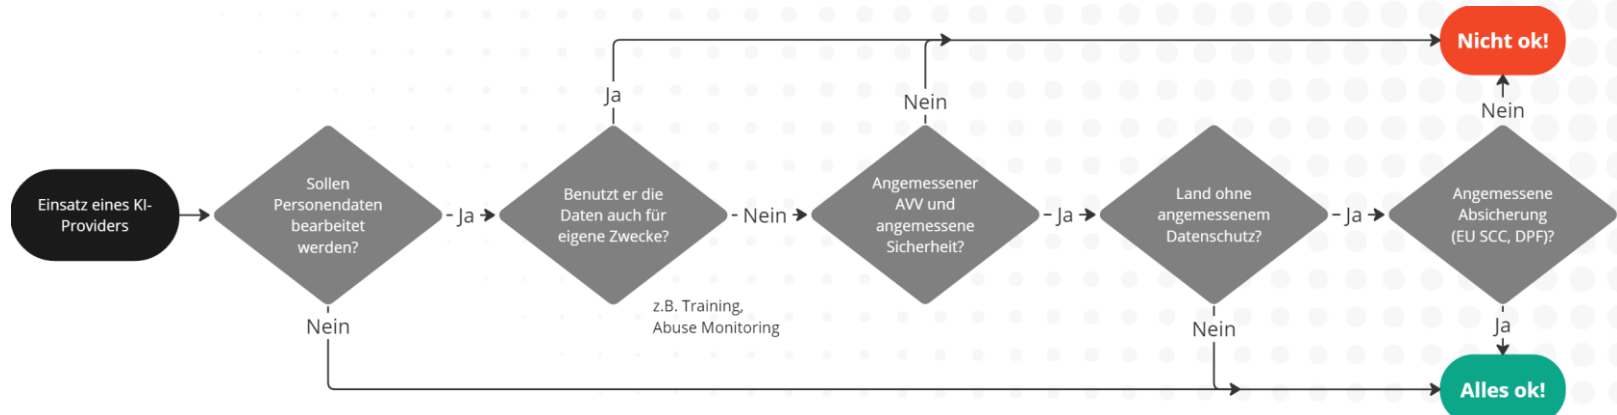 Einsatz eines KI-
Providers
Sollen
Personendaten
bearbeitet
werden?
Ja
Nein
Benutzt er die
Daten auch für
eigene Zwecke?
z.B. Training,
Abuse Monitoring
Ja
Nein
Angemessener
AVV und
angemessene
Sicherheit?
Nein
Ja
Land ohne
angemessenem
Datenschutz?
Nein
Ja
Angemessene
Absicherung
(EU SCC, DPF)?
Nein
Nicht ok!
Ja
Alles ok!